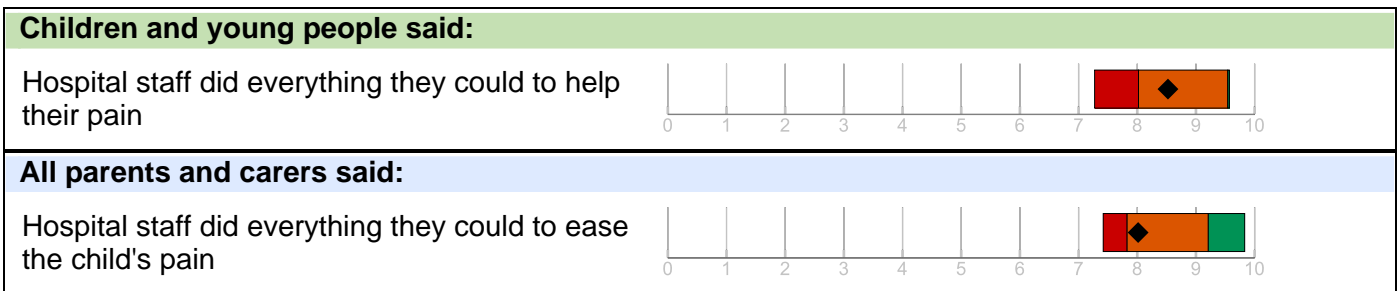 Children and young people said:
Hospital staff did everything they could to help
their pain
0 1 2 3 4 5 6 7 8 9 10
All parents and carers said:
Hospital staff did everything they could to ease
the child's pain
0 1 2 3 4 5 6 7 8 9 10